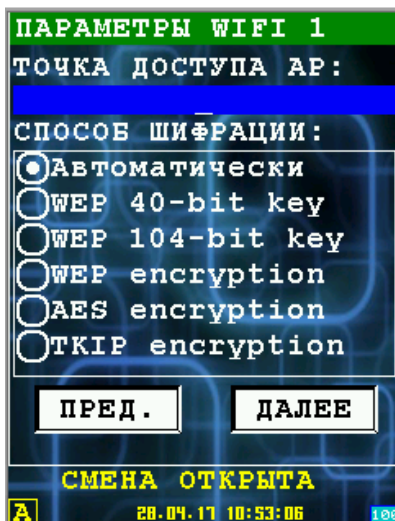 ПАРАМЕТРЫ WIFI 1
ТОЧКА ДОСТУПА AP:
_
СПОСОБ ШИФРАЦИИ:
Автоматически
WEP 40-bit key
WEP 104-bit key
WEP encryption
AES encryption
TKIP encryption
ПРЕД. ДАЛЕЕ
СМЕНА ОТКРЫТА
A 28.04.17 10:53:06 100